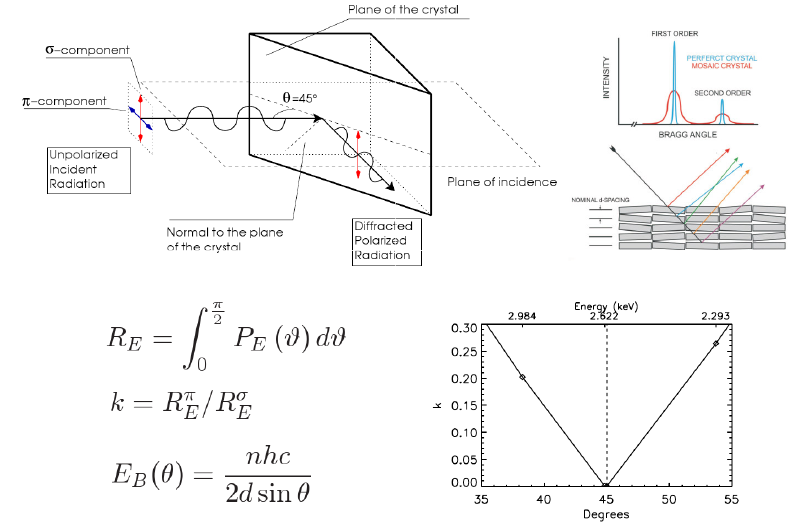 Plane of the crystal
σ-component
π-component
θ=45°
Unpolarized
Incident
Radiation
Plane of incidence
Normal to the plane
of the crystal
Diffracted
Polarized
Radiation
FIRST ORDER
PERFERCT CRYSTAL
MOSAIC CRYSTAL
SECOND ORDER
INTENSITY
BRAGG ANGLE
NOMINAL d-SPACING
R_E = ∫_0^{π/2} P_E (ϑ) dϑ
k = R_E^π / R_E^σ
E_B(θ) = nhc / 2d sin θ
Energy (keV)
2.984 2.622 2.293
0.30
0.25
0.20
0.15
0.10
0.05
0.00
k
35 40 45 50 55
Degrees